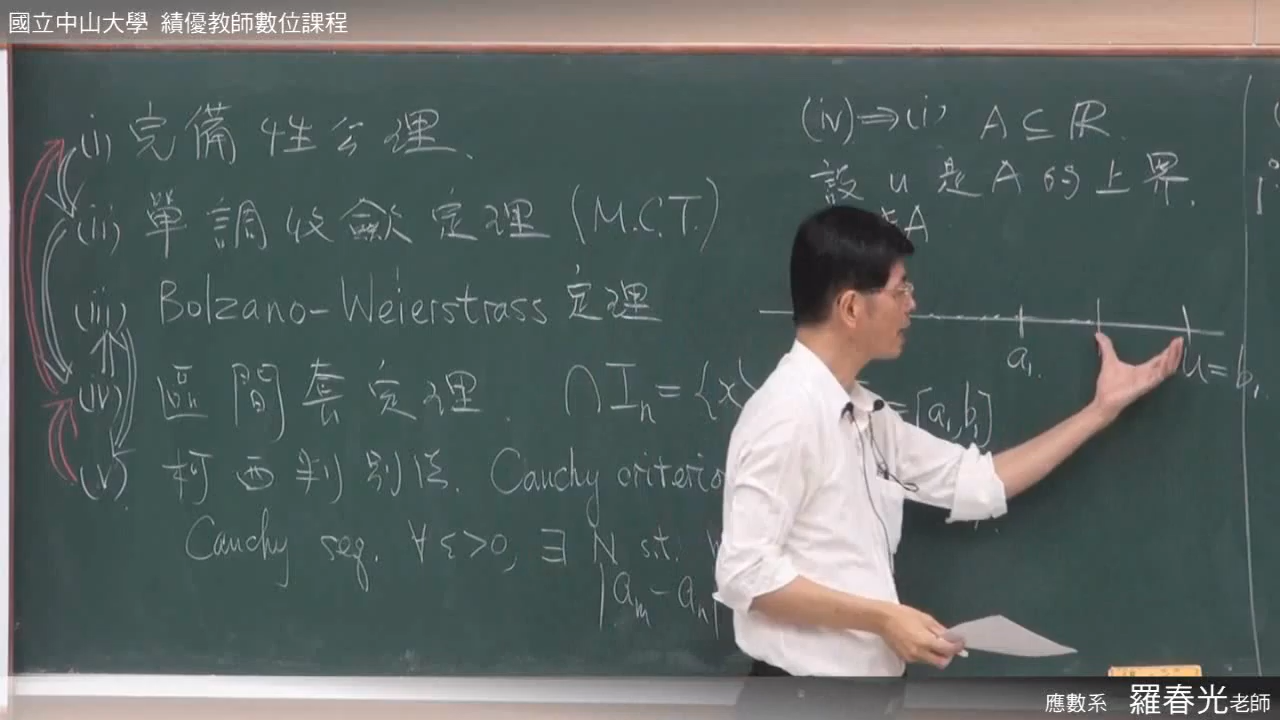 國立中山大學 績優教師數位課程
(i) 完備性公理.
(ii) 單調收斂定理 (M.C.T.)
(iii) Bolzano-Weierstrass 定理
(iv) 區間套定理. ∩Iₙ = {x}
(v) 柯西判別法. Cauchy criterio
Cauchy seq. ∀ε>0, ∃ N s.t.
|aₘ - aₙ|
(iv)⇒(i) A ⊆ ℝ.
設 u 是 A 的上界.
A
a₁.
u = b₁.
= [a₁, b₁]
應數系 羅春光老師